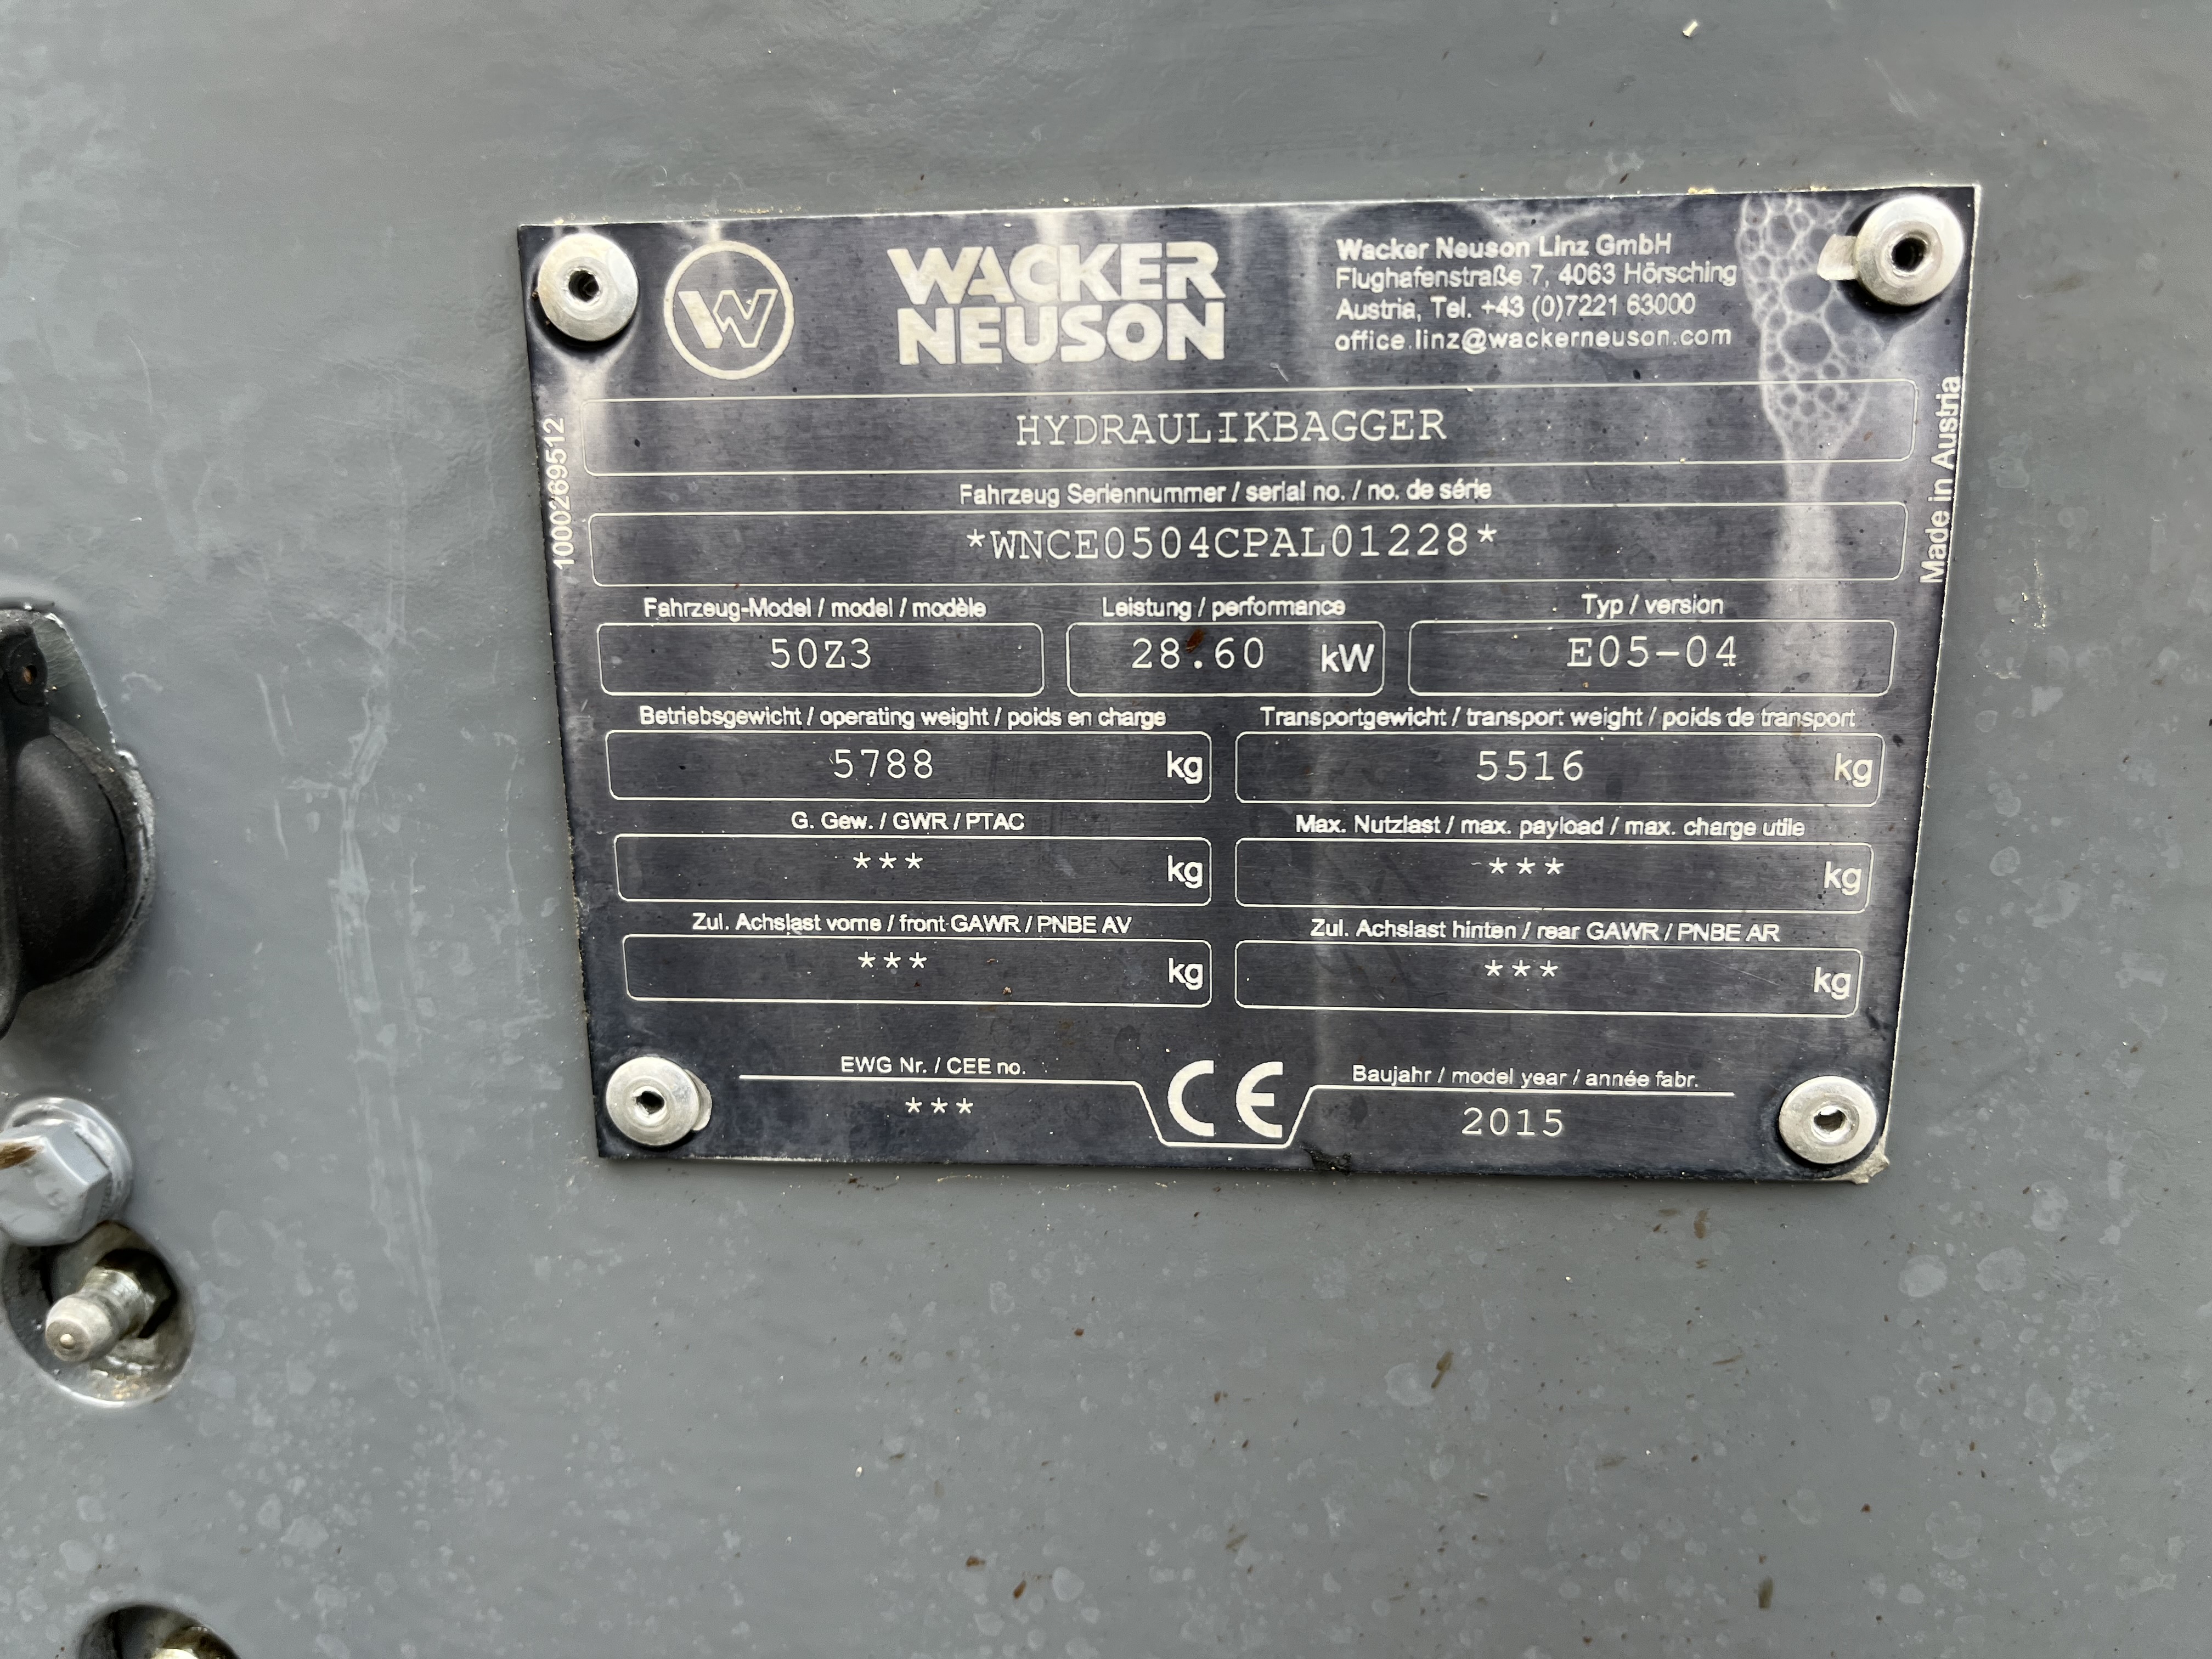 W
WACKER
NEUSON
Wacker Neuson Linz GmbH
Flughafenstraße 7, 4063 Hörsching
Austria, Tel. +43 (0)7221 63000
office.linz@wackerneuson.com
1000269512
Made in Austria
HYDRAULIKBAGGER
Fahrzeug Seriennummer / serial no. / no. de série
*WNCE0504CPAL01228*
Fahrzeug-Model / model / modèle
50Z3
Leistung / performance
28.60 kW
Typ / version
E05-04
Betriebsgewicht / operating weight / poids en charge
5788 kg
Transportgewicht / transport weight / poids de transport
5516 kg
G. Gew. / GWR / PTAC
*** kg
Max. Nutzlast / max. payload / max. charge utile
*** kg
Zul. Achslast vorne / front GAWR / PNBE AV
*** kg
Zul. Achslast hinten / rear GAWR / PNBE AR
*** kg
EWG Nr. / CEE no.
***
CE
Baujahr / model year / année fabr.
2015